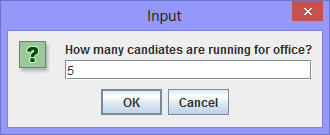 Input
How many candiates are running for office?
5
OK
Cancel